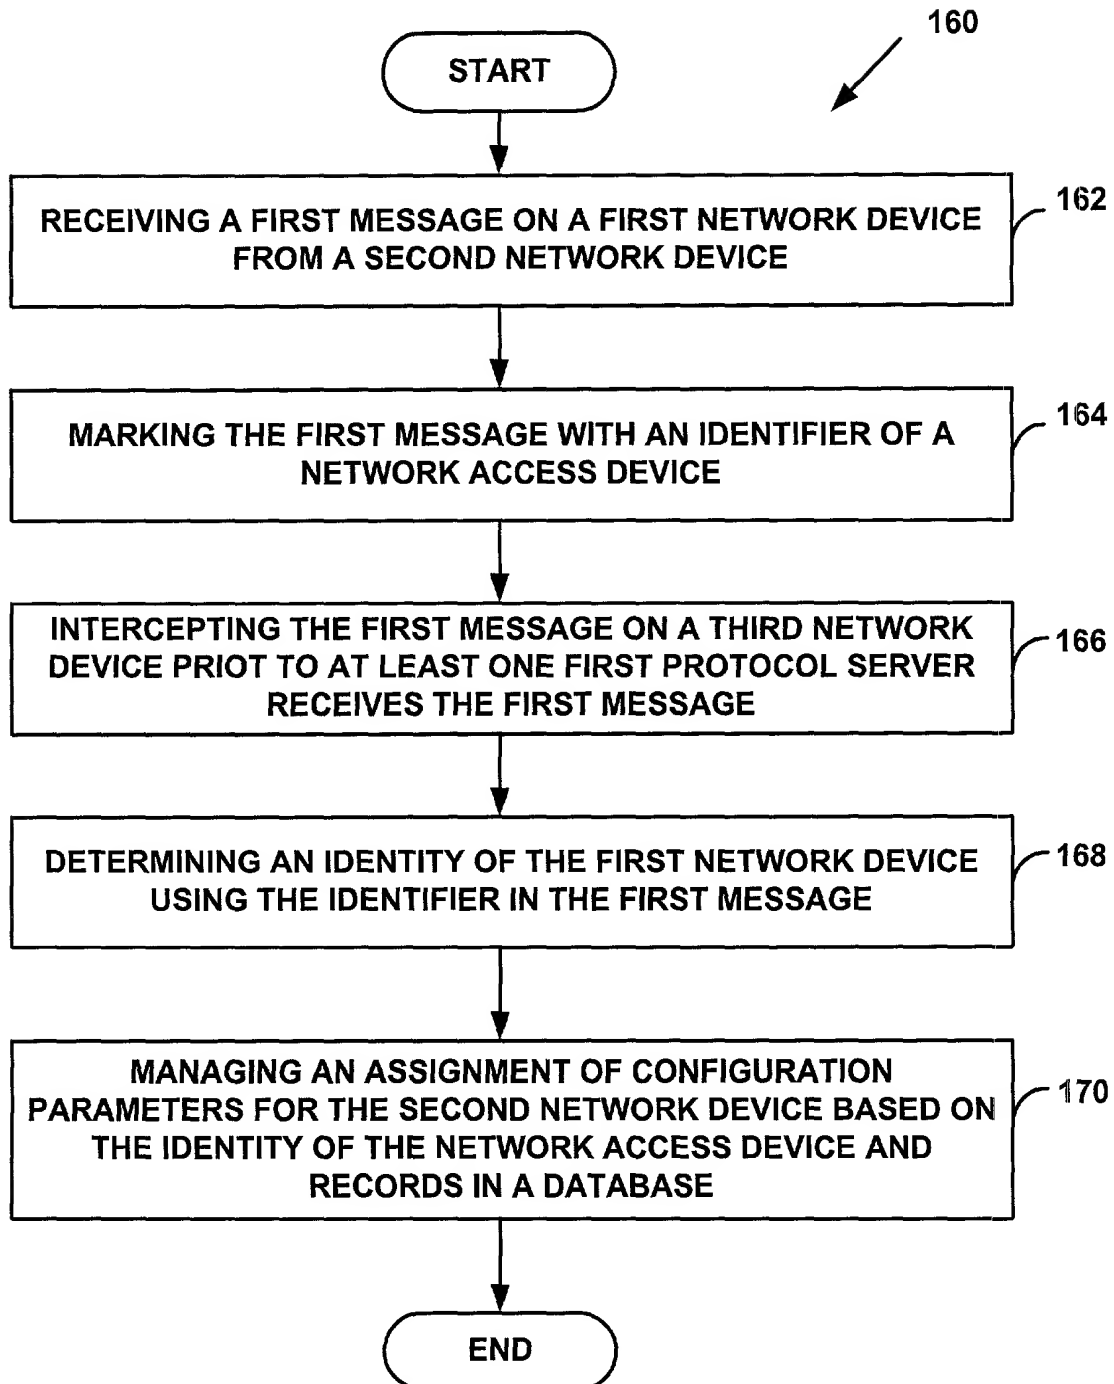 160
START
162
RECEIVING A FIRST MESSAGE ON A FIRST NETWORK DEVICE
FROM A SECOND NETWORK DEVICE
164
MARKING THE FIRST MESSAGE WITH AN IDENTIFIER OF A
NETWORK ACCESS DEVICE
166
INTERCEPTING THE FIRST MESSAGE ON A THIRD NETWORK
DEVICE PRIOT TO AT LEAST ONE FIRST PROTOCOL SERVER
RECEIVES THE FIRST MESSAGE
168
DETERMINING AN IDENTITY OF THE FIRST NETWORK DEVICE
USING THE IDENTIFIER IN THE FIRST MESSAGE
170
MANAGING AN ASSIGNMENT OF CONFIGURATION
PARAMETERS FOR THE SECOND NETWORK DEVICE BASED ON
THE IDENTITY OF THE NETWORK ACCESS DEVICE AND
RECORDS IN A DATABASE
END